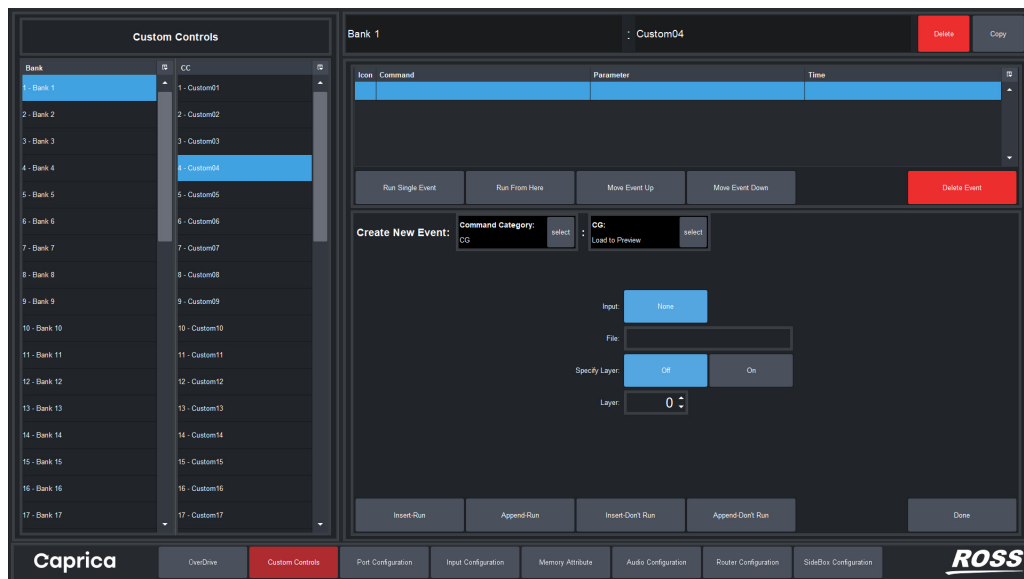 Custom Controls
Bank
CC
1 - Bank 1
1 - Custom01
2 - Bank 2
2 - Custom02
3 - Bank 3
3 - Custom03
4 - Bank 4
4 - Custom04
5 - Bank 5
5 - Custom05
6 - Bank 6
6 - Custom06
7 - Bank 7
7 - Custom07
8 - Bank 8
8 - Custom08
9 - Bank 9
9 - Custom09
10 - Bank 10
10 - Custom10
11 - Bank 11
11 - Custom11
12 - Bank 12
12 - Custom12
13 - Bank 13
13 - Custom13
14 - Bank 14
14 - Custom14
15 - Bank 15
15 - Custom15
16 - Bank 16
16 - Custom16
17 - Bank 17
17 - Custom17
Bank 1 : Custom04
Delete
Copy
Icon Command Parameter Time
Run Single Event
Run From Here
Move Event Up
Move Event Down
Delete Event
Create New Event:
Command Category:
CG
select
:
CG:
Load to Preview
select
Input: None
File:
Specify Layer: Off On
Layer: 0
Insert-Run
Append-Run
Insert-Don't Run
Append-Don't Run
Done
Caprica
OverDrive
Custom Controls
Port Configuration
Input Configuration
Memory Attribute
Audio Configuration
Router Configuration
SideBox Configuration
ROSS